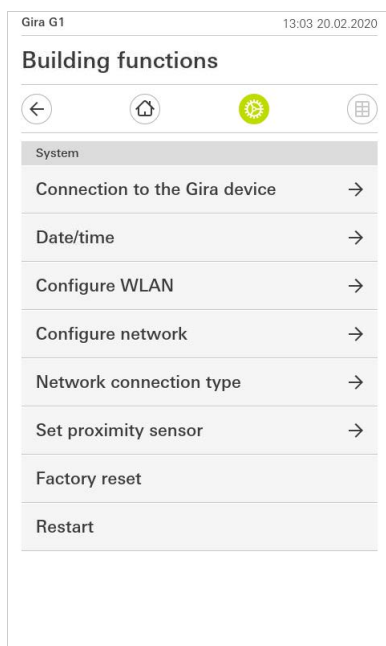 Gira G1
13:03 20.02.2020
Building functions
System
Connection to the Gira device
Date/time
Configure WLAN
Configure network
Network connection type
Set proximity sensor
Factory reset
Restart